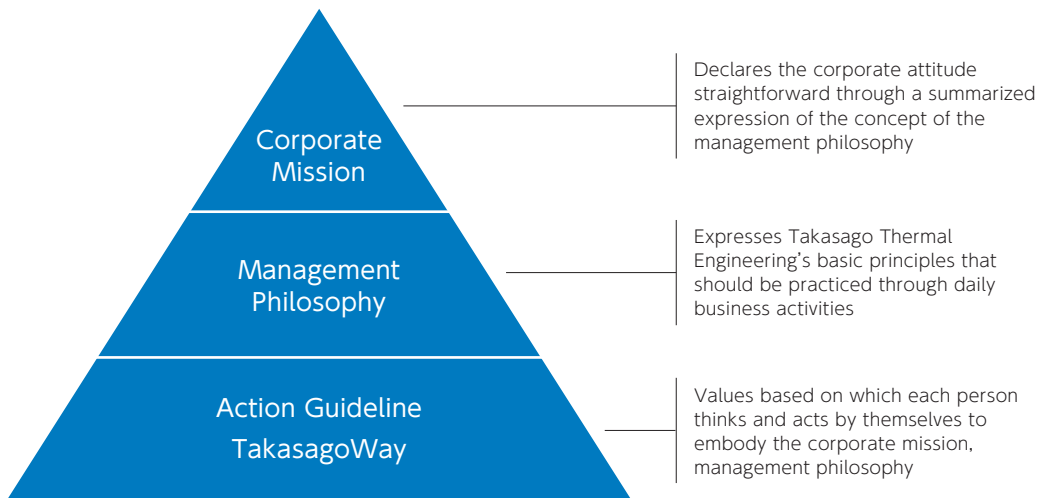 Corporate
Mission
Declares the corporate attitude
straightforward through a summarized
expression of the concept of the
management philosophy
Management
Philosophy
Expresses Takasago Thermal
Engineering’s basic principles that
should be practiced through daily
business activities
Action Guideline
TakasagoWay
Values based on which each person
thinks and acts by themselves to
embody the corporate mission,
management philosophy